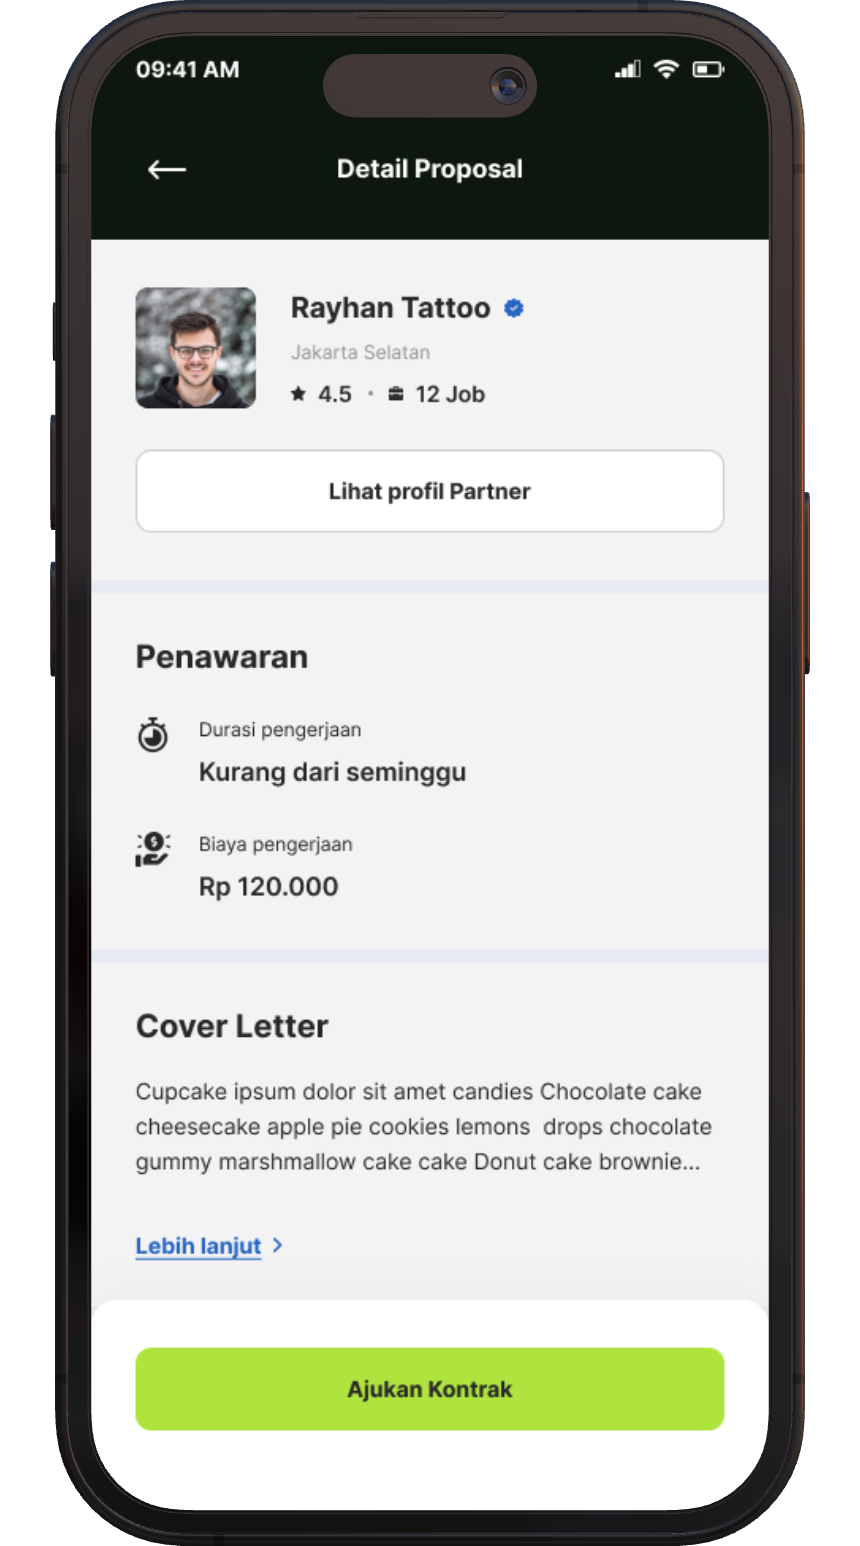 09:41 AM
Detail Proposal
Rayhan Tattoo
Jakarta Selatan
4.5 • 12 Job
Lihat profil Partner
Penawaran
Durasi pengerjaan
Kurang dari seminggu
Biaya pengerjaan
Rp 120.000
Cover Letter
Cupcake ipsum dolor sit amet candies Chocolate cake
cheesecake apple pie cookies lemons  drops chocolate
gummy marshmallow cake cake Donut cake brownie...
Lebih lanjut
Ajukan Kontrak